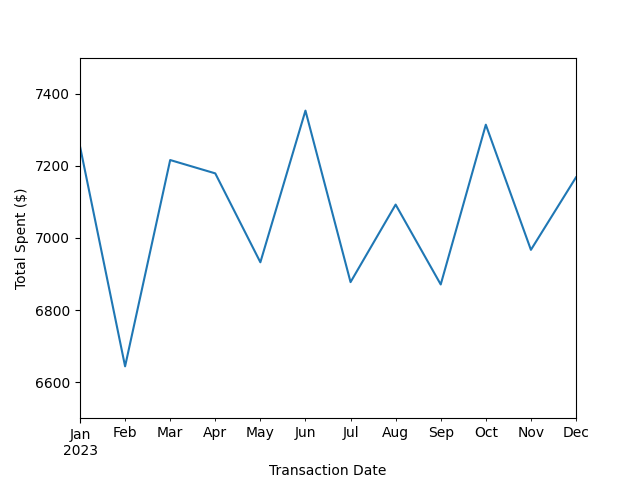 7400
7200
7000
6800
6600
Total Spent ($)
Jan Feb Mar Apr May Jun Jul Aug Sep Oct Nov Dec
2023
Transaction Date